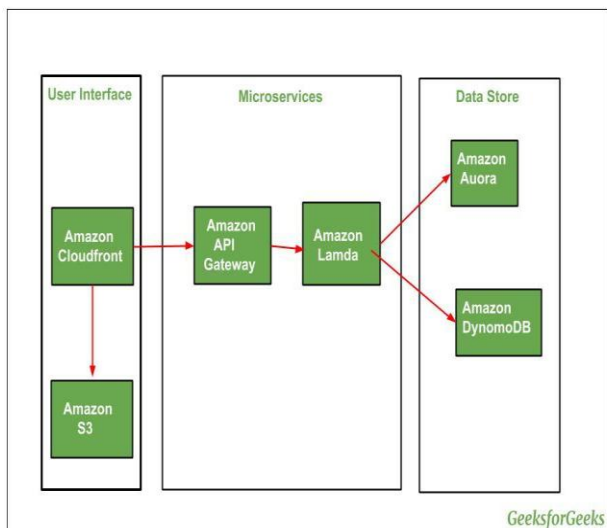 User Interface
Microservices
Data Store
Amazon
Cloudfront
Amazon
S3
Amazon
API
Gateway
Amazon
Lamda
Amazon
Auora
Amazon
DynomoDB
GeeksforGeeks